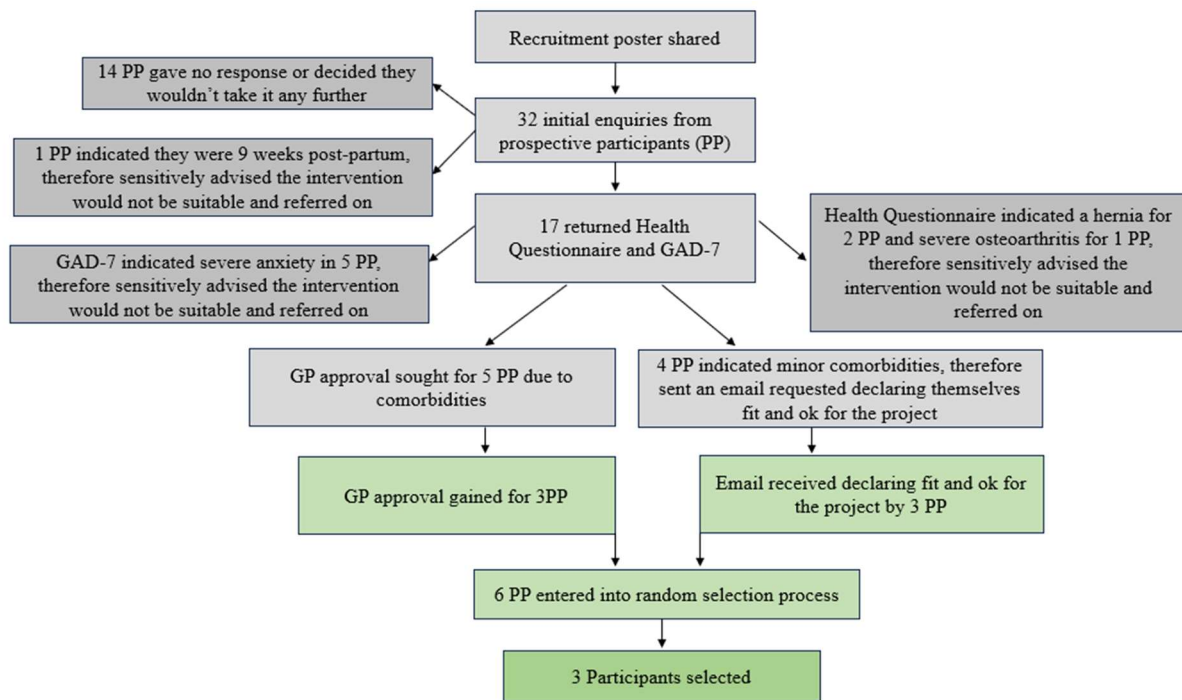 Recruitment poster shared
14 PP gave no response or decided they
wouldn’t take it any further
32 initial enquiries from
prospective participants (PP)
1 PP indicated they were 9 weeks post-partum,
therefore sensitively advised the intervention
would not be suitable and referred on
17 returned Health
Questionnaire and GAD-7
Health Questionnaire indicated a hernia for
2 PP and severe osteoarthritis for 1 PP,
therefore sensitively advised the
intervention would not be suitable and
referred on
GAD-7 indicated severe anxiety in 5 PP,
therefore sensitively advised the intervention
would not be suitable and referred on
GP approval sought for 5 PP due to
comorbidities
4 PP indicated minor comorbidities, therefore
sent an email requested declaring themselves
fit and ok for the project
GP approval gained for 3PP
Email received declaring fit and ok for
the project by 3 PP
6 PP entered into random selection process
3 Participants selected